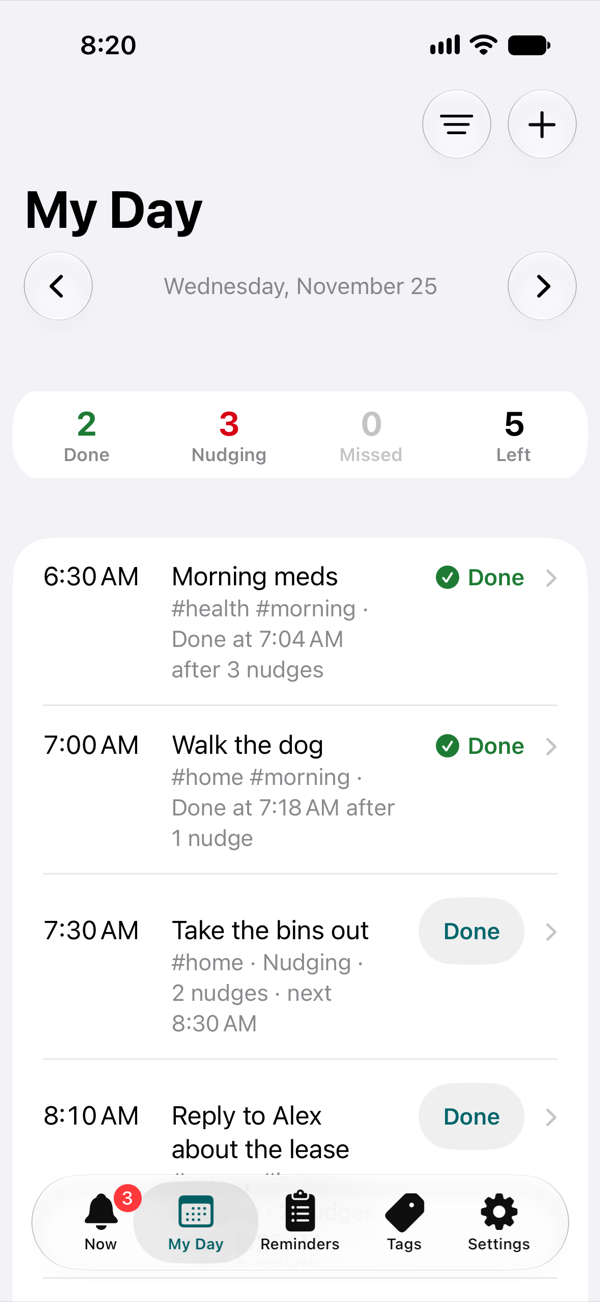 8:20
My Day
Wednesday, November 25
2
Done
3
Nudging
0
Missed
5
Left
6:30 AM
Morning meds
Done
#health #morning ·
Done at 7:04 AM
after 3 nudges
7:00 AM
Walk the dog
Done
#home #morning ·
Done at 7:18 AM after
1 nudge
7:30 AM
Take the bins out
Done
#home · Nudging ·
2 nudges · next
8:30 AM
8:10 AM
Reply to Alex
Done
about the lease
3
Now
My Day
Reminders
Tags
Settings